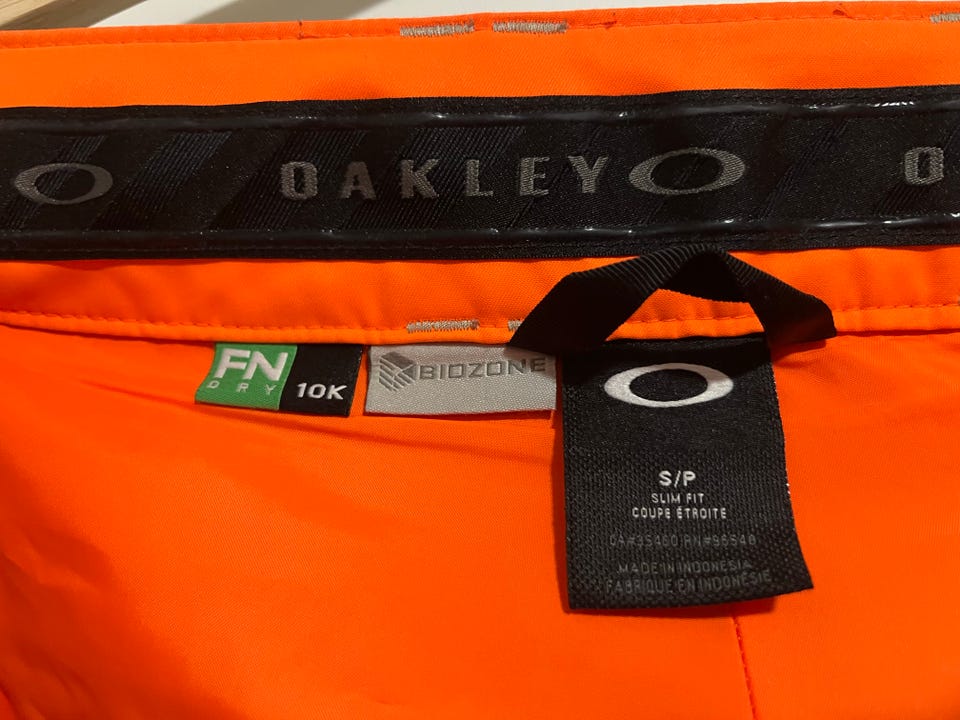 OAKLEY O
FN
DRY
10K
BIOZONE
S/P
SLIM FIT
COUPE ÉTROITE
CA#35460 RN#96548
MADE IN INDONESIA
FABRIQUÉ EN INDONÉSIE